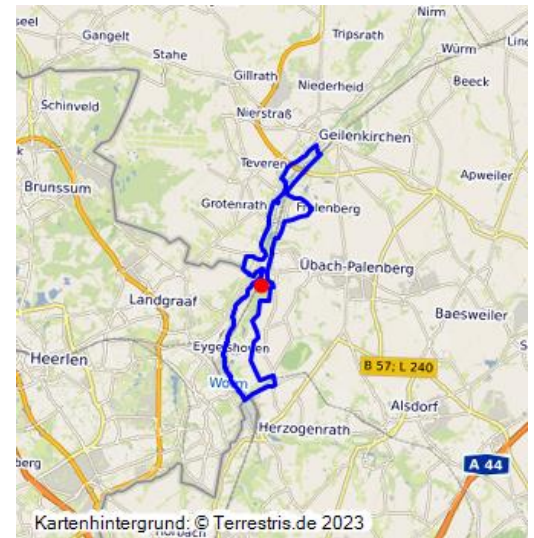 Nirm
Gangelt
Tripsrath
Stahe
Würm
Gillrath
Beeck
Niederheid
Schinveld
Nierstraß
Geilenkirchen
Teveren
Apweiler
Brunssum
Grotenrath
Frelenberg
Übach-Palenberg
Landgraaf
Baesweiler
Eygelshoven
Heerlen
B 57; L 240
Worm
Alsdorf
Herzogenrath
A 44
Kartenhintergrund: © Terrestris.de 2023